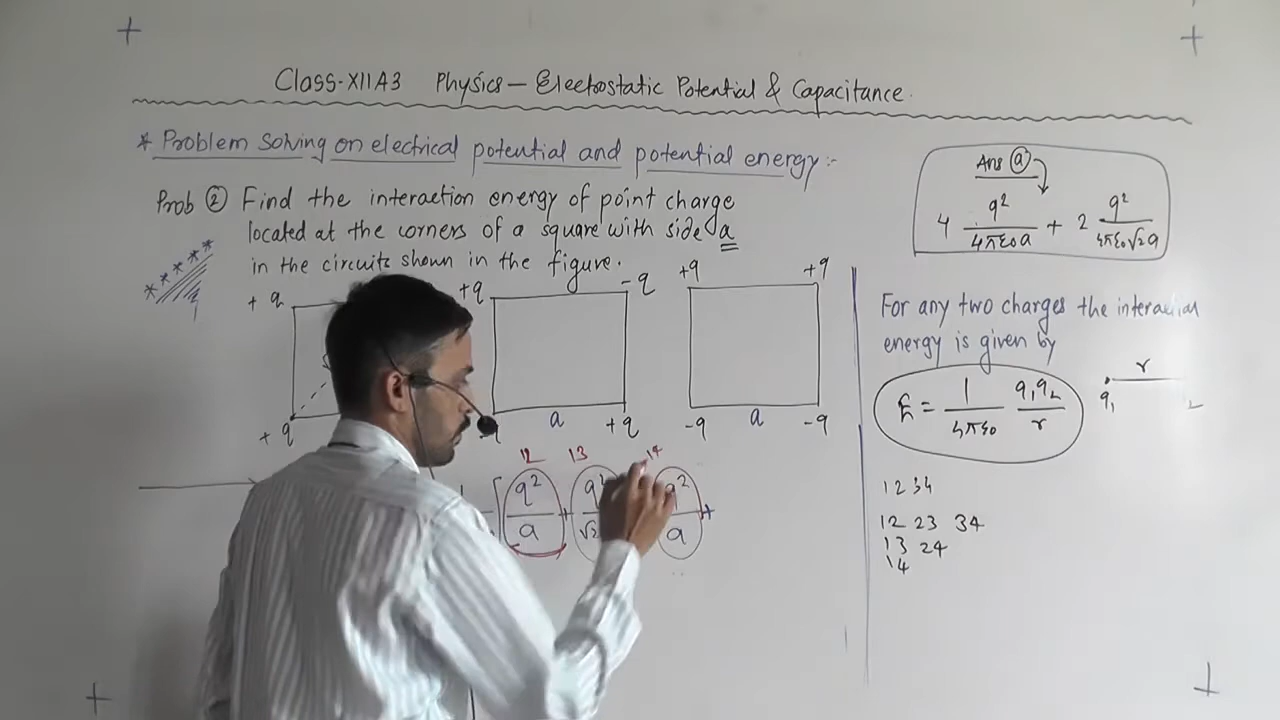 Class-XII A3 Physics — Electrostatic Potential & Capacitance.
* Problem Solving on electrical potential and potential energy :-
Prob ② Find the interaction energy of point charge
located at the corners of a square with side a
in the circuits shown in the figure.
+q
+q
+q -q
a
+q
+q +q
-q a -q
12 13 14
q²/a + q²/√2 q²/a +
Ans ⓐ
4 q²/4πε₀a + 2 q²/4πε₀√2a
For any two charges the interaction
energy is given by
E = 1/4πε₀ q₁q₂/r
r
q₁
1 2 3 4
12 23 34
13 24
14